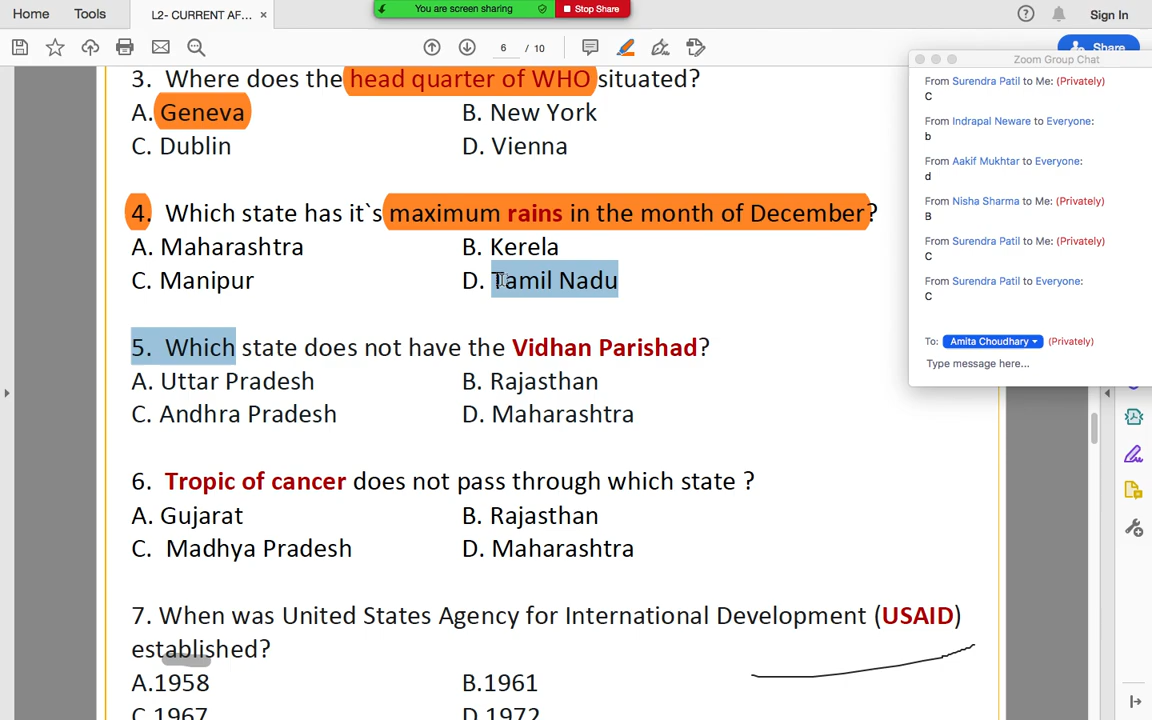 You are screen sharing
Stop Share
Home Tools L2- CURRENT AF... × Sign In
6 / 10
Share
3. Where does the head quarter of WHO situated?
A. Geneva B. New York
C. Dublin D. Vienna
4. Which state has it`s maximum rains in the month of December?
A. Maharashtra B. Kerela
C. Manipur D. Tamil Nadu
5. Which state does not have the Vidhan Parishad?
A. Uttar Pradesh B. Rajasthan
C. Andhra Pradesh D. Maharashtra
6. Tropic of cancer does not pass through which state ?
A. Gujarat B. Rajasthan
C. Madhya Pradesh D. Maharashtra
7. When was United States Agency for International Development (USAID)
established?
A.1958 B.1961
C.1967 D.1972
Zoom Group Chat
From Surendra Patil to Me: (Privately)
C
From Indrapal Neware to Everyone:
b
From Aakif Mukhtar to Everyone:
d
From Nisha Sharma to Me: (Privately)
B
From Surendra Patil to Me: (Privately)
C
From Surendra Patil to Everyone:
C
To: Amita Choudhary (Privately)
Type message here...